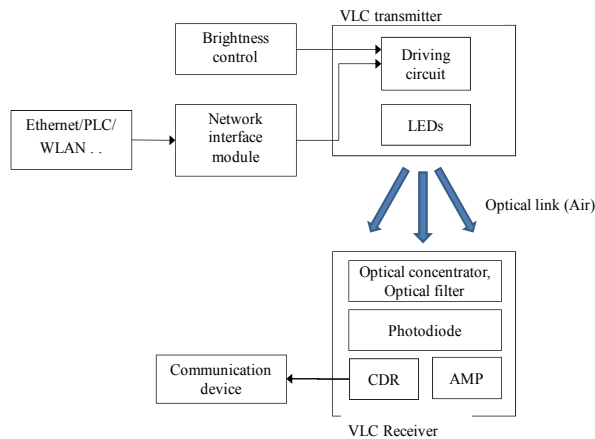 VLC transmitter
Brightness
control
Driving
circuit
Ethernet/PLC/
WLAN . .
Network
interface
module
LEDs
Optical link (Air)
Optical concentrator,
Optical filter
Photodiode
Communication
device
CDR
AMP
VLC Receiver